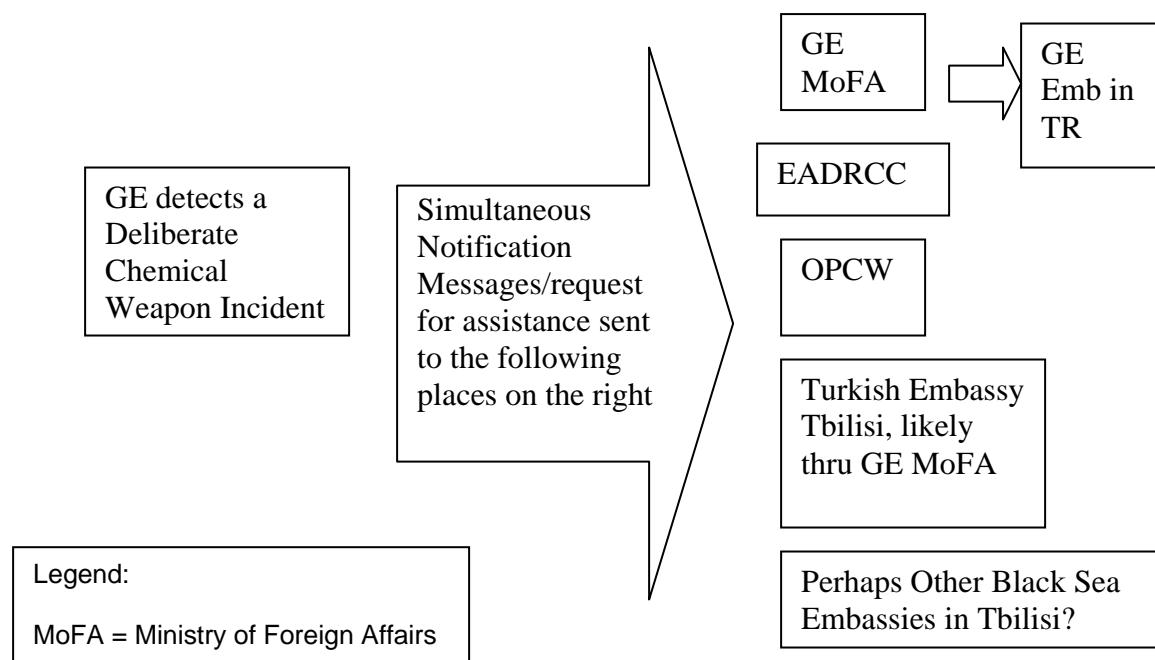 GE detects a
Deliberate
Chemical
Weapon Incident
Simultaneous
Notification
Messages/request
for assistance sent
to the following
places on the right
GE
MoFA
GE
Emb in
TR
EADRCC
OPCW
Turkish Embassy
Tbilisi, likely
thru GE MoFA
Perhaps Other Black Sea
Embassies in Tbilisi?
Legend:
MoFA = Ministry of Foreign Affairs